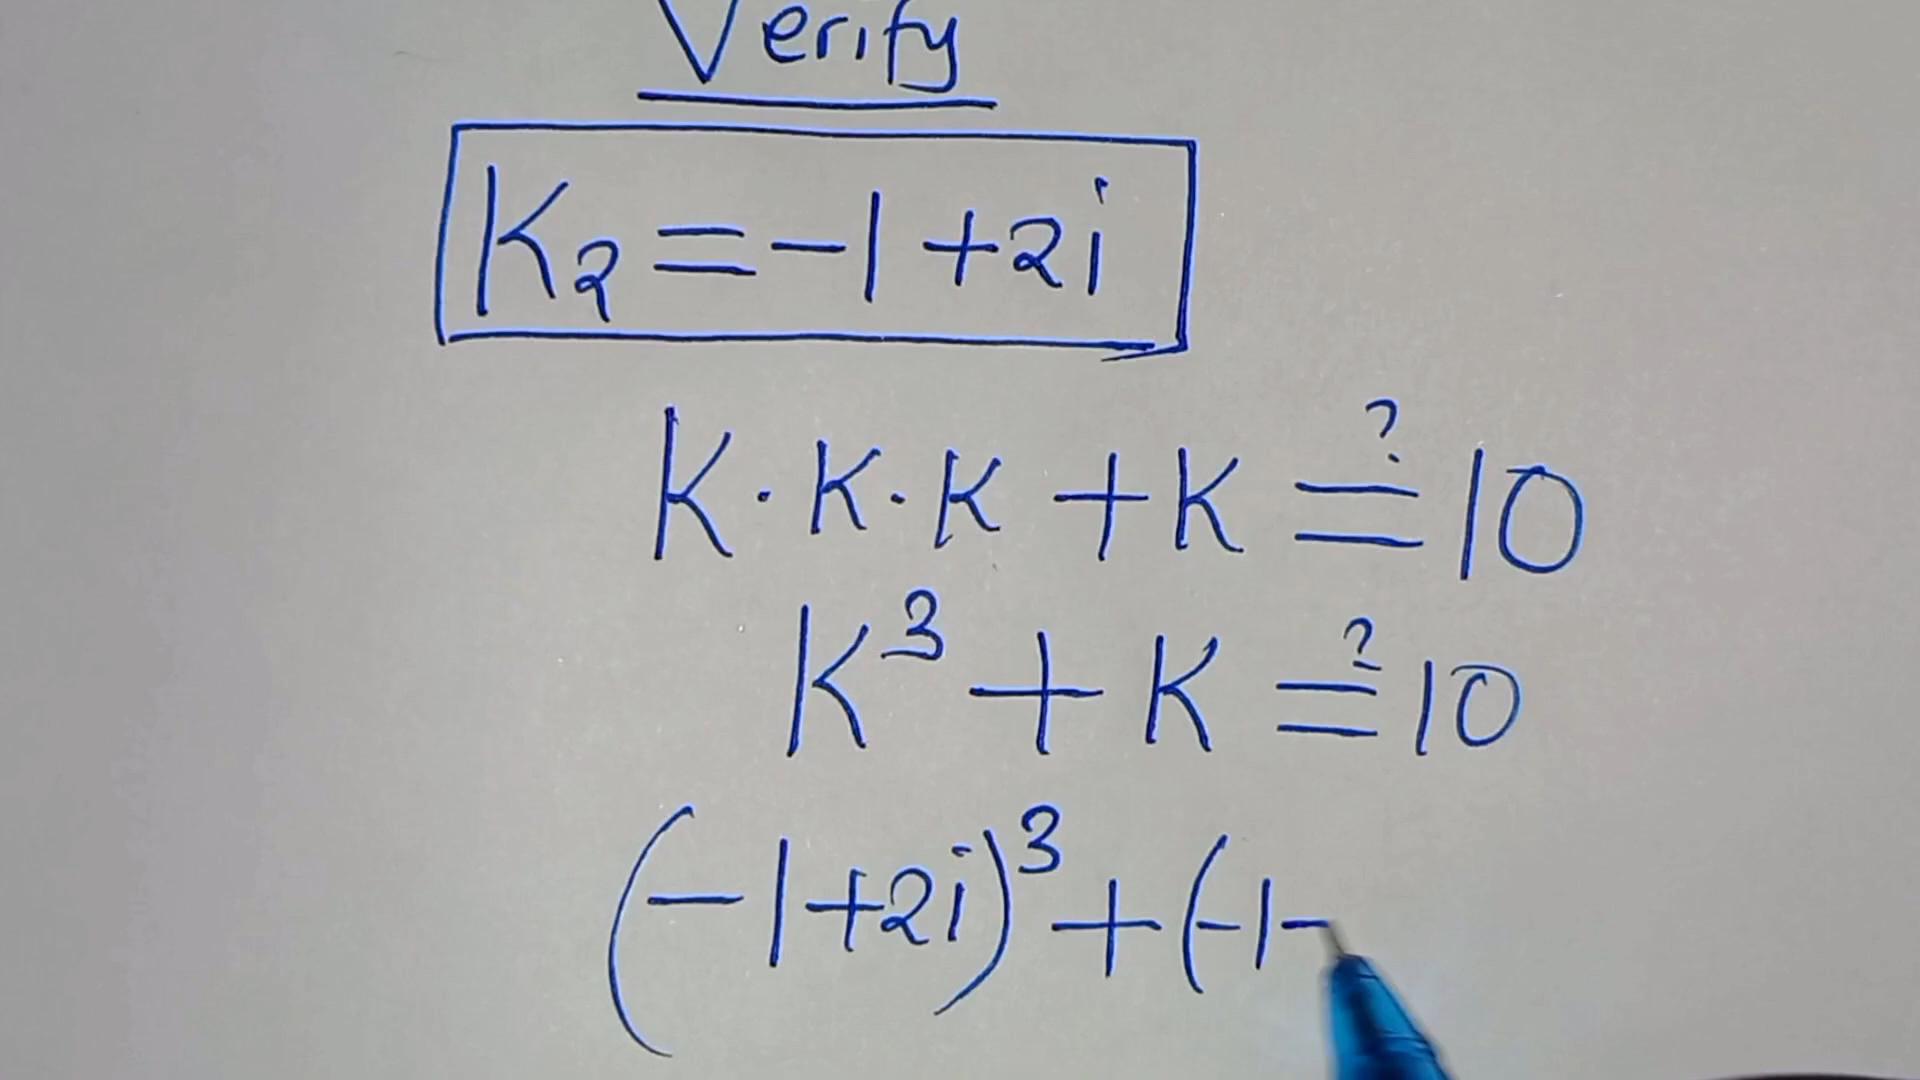 Verify
K₂ = -1 + 2i
K · K · K + K ≟ 10
K³ + K ≟ 10
(-1 + 2i)³ + (-1 -